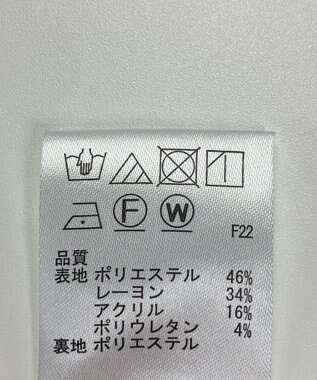 F W
F22
品質
表地 ポリエステル 46%
レーヨン 34%
アクリル 16%
ポリウレタン 4%
裏地 ポリエステル